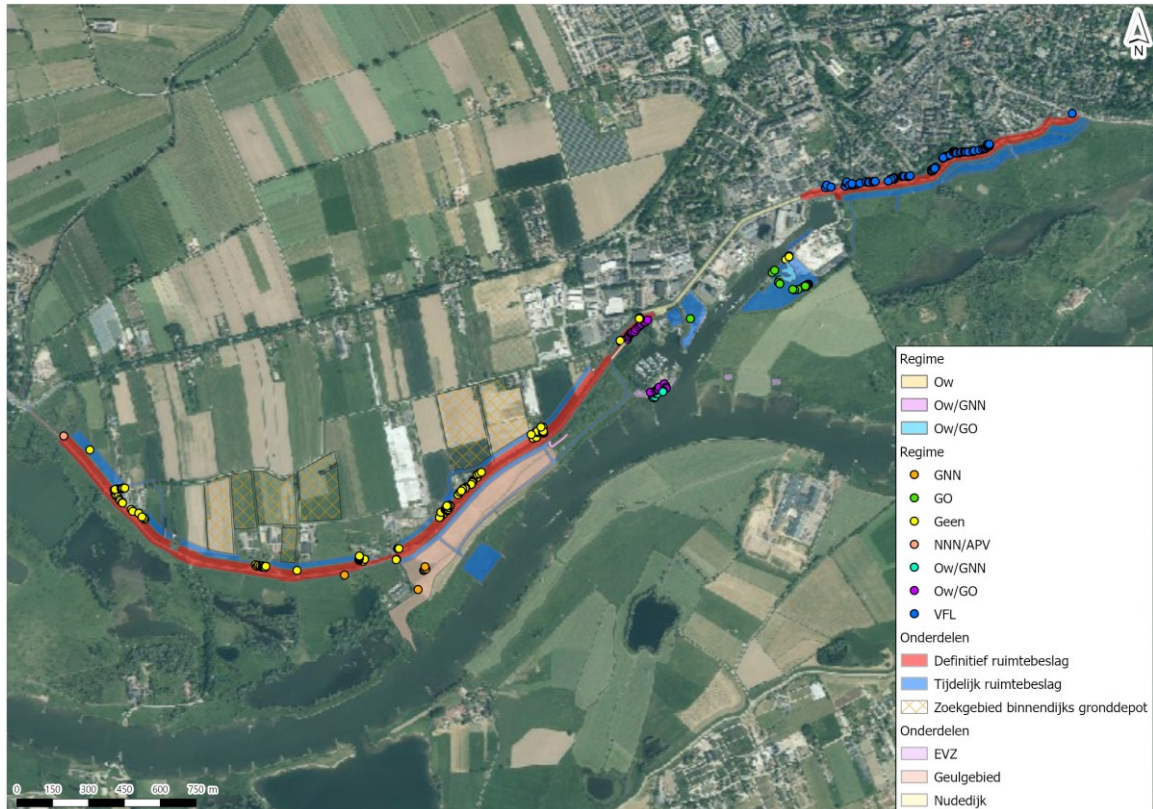 N
Regime
Ow
Ow/GNN
Ow/GO
Regime
GNN
GO
Geen
NNN/APV
Ow/GNN
Ow/GO
VFL
Onderdelen
Definitief ruimtebeslag
Tijdelijk ruimtebeslag
Zoekgebied binnendijks gronddepot
Onderdelen
EVZ
Geulgebied
Nudedijk
0 150 300 450 600 750 m